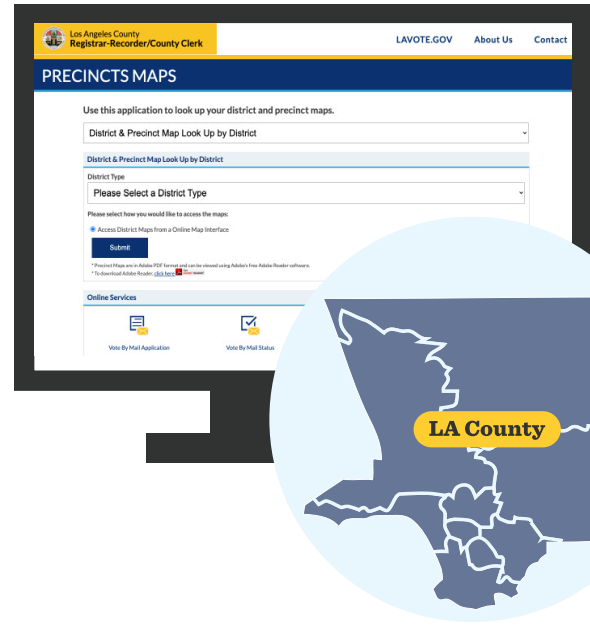 Los Angeles County
Registrar-Recorder/County Clerk
LAVOTE.GOV About Us Contact
PRECINCTS MAPS
Use this application to look up your district and precinct maps.
District & Precinct Map Look Up by District
District & Precinct Map Look Up by District
District Type
Please Select a District Type
Please select how you would like to access the maps:
Access District Maps from a Online Map Interface
Submit
* Precinct Maps are in Adobe PDF format and can be viewed using Adobe's free Adobe Reader software.
* To download Adobe Reader, click here
Online Services
Vote By Mail Application Vote By Mail Status
LA County